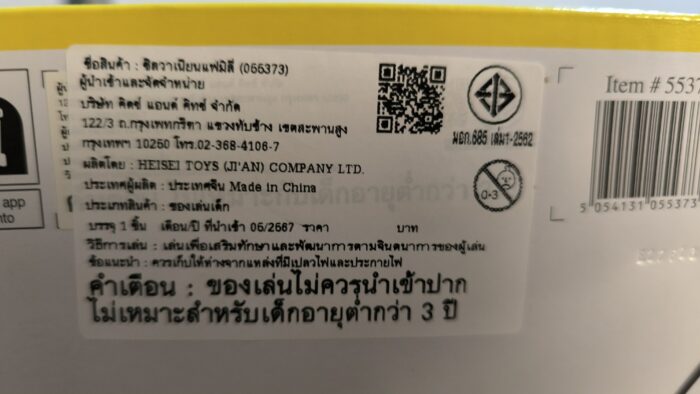 ชื่อสินค้า : ซิลวาเนียนแฟมิลี่ (055373)
ผู้นำเข้าและจัดจำหน่าย
บริษัท คิดซ์ แอนด์ คิทซ์ จำกัด
122/3 ถ.กรุงเทพกรีฑา แขวงทับช้าง เขตสะพานสูง
กรุงเทพฯ 10250 โทร.02-368-4106-7
ผลิตโดย : HEISEI TOYS (JI'AN) COMPANY LTD.
ประเทศผู้ผลิต : ประเทศจีน Made in China
ประเภทสินค้า : ของเล่นเด็ก
บรรจุ 1 ชิ้น เดือน/ปี ที่นำเข้า 05/2567 ราคา บาท
วิธีการเล่น : เล่นเพื่อเสริมทักษะและพัฒนาการตามจินตนาการของผู้เล่น
ข้อแนะนำ : ควรเก็บให้ห่างจากแหล่งที่มีเปลวไฟและประกายไฟ
คำเตือน : ของเล่นไม่ควรนำเข้าปาก
ไม่เหมาะสำหรับเด็กอายุต่ำกว่า 3 ปี
มอก.685 เล่ม1-2562
0-3
Item # 5537
5 054131 055373
app
nto